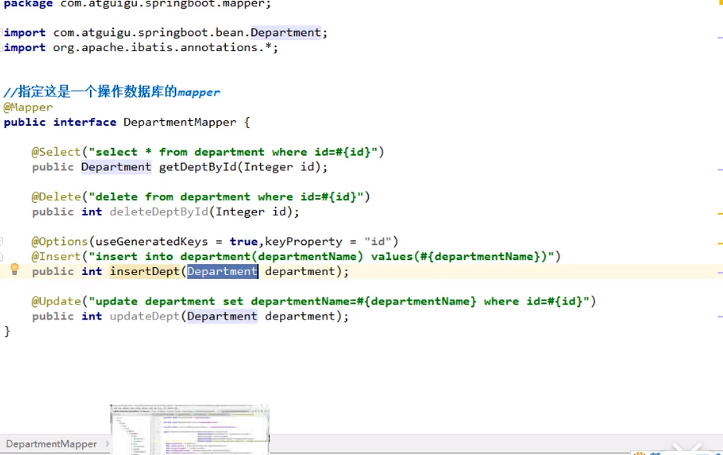 package com.atguigu.springboot.mapper;
import com.atguigu.springboot.bean.Department;
import org.apache.ibatis.annotations.*;
//指定这是一个操作数据库的mapper
@Mapper
public interface DepartmentMapper {
@Select("select * from department where id=#{id}")
public Department getDeptById(Integer id);
@Delete("delete from department where id=#{id}")
public int deleteDeptById(Integer id);
@Options(useGeneratedKeys = true,keyProperty = "id")
@Insert("insert into department(departmentName) values(#{departmentName})")
public int insertDept(Department department);
@Update("update department set departmentName=#{departmentName} where id=#{id}")
public int updateDept(Department department);
}
DepartmentMapper